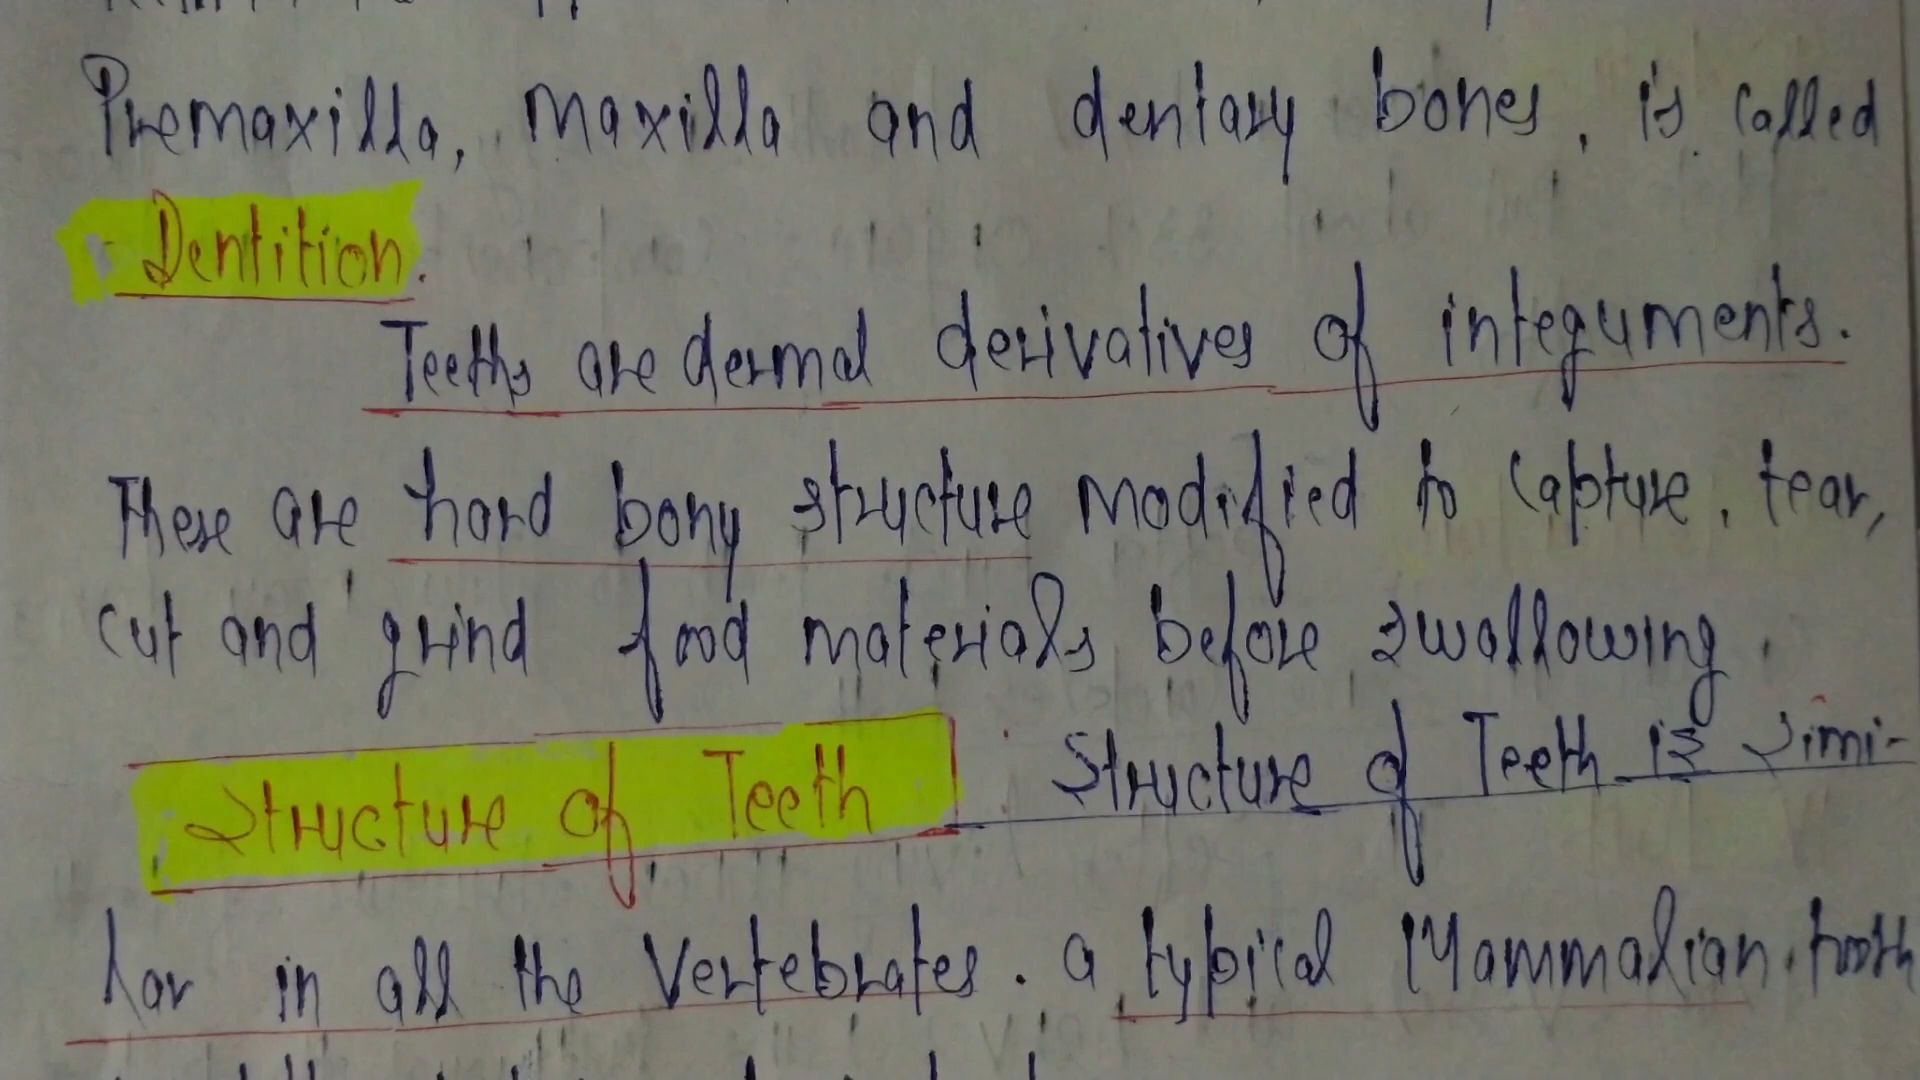 Premaxilla, Maxilla and dentary bones, is called
Dentition.
Teeths are dermal derivatives of integuments.
These are hard bony structure modified to capture, tear,
cut and grind food materials before swallowing.
Structure of Teeth Structure of Teeth is simi-
lar in all the Vertebrates. a typical Mammalian tooth